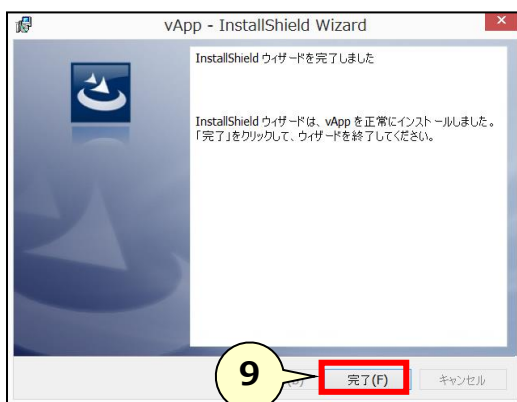 vApp - InstallShield Wizard
InstallShield ウィザードを完了しました
InstallShield ウィザードは、vApp を正常にインストールしました。
「完了」をクリックして、ウィザードを終了してください。
9
完了(F)
キャンセル